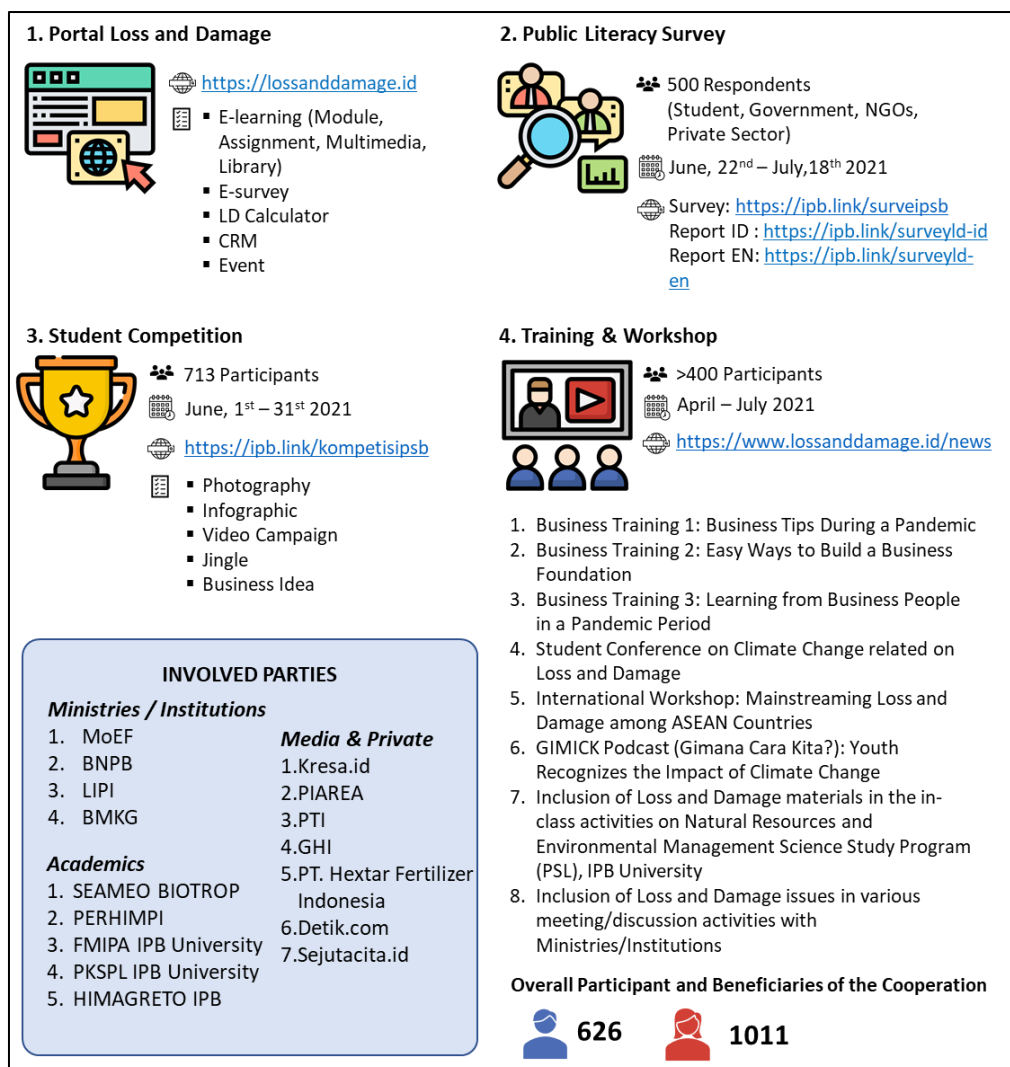 1. Portal Loss and Damage
https://lossanddamage.id
▪ E-learning (Module,
Assignment, Multimedia,
Library)
▪ E-survey
▪ LD Calculator
▪ CRM
▪ Event
2. Public Literacy Survey
500 Respondents
(Student, Government, NGOs,
Private Sector)
June, 22nd – July,18th 2021
Survey: https://ipb.link/surveipsb
Report ID : https://ipb.link/surveyld-id
Report EN: https://ipb.link/surveyld-
en
3. Student Competition
713 Participants
June, 1st – 31st 2021
https://ipb.link/kompetisipsb
▪ Photography
▪ Infographic
▪ Video Campaign
▪ Jingle
▪ Business Idea
4. Training & Workshop
>400 Participants
April – July 2021
https://www.lossanddamage.id/news
1. Business Training 1: Business Tips During a Pandemic
2. Business Training 2: Easy Ways to Build a Business
Foundation
3. Business Training 3: Learning from Business People
in a Pandemic Period
4. Student Conference on Climate Change related on
Loss and Damage
5. International Workshop: Mainstreaming Loss and
Damage among ASEAN Countries
6. GIMICK Podcast (Gimana Cara Kita?): Youth
Recognizes the Impact of Climate Change
7. Inclusion of Loss and Damage materials in the in-
class activities on Natural Resources and
Environmental Management Science Study Program
(PSL), IPB University
8. Inclusion of Loss and Damage issues in various
meeting/discussion activities with
Ministries/Institutions
INVOLVED PARTIES
Ministries / Institutions
1. MoEF
2. BNPB
3. LIPI
4. BMKG
Academics
1. SEAMEO BIOTROP
2. PERHIMPI
3. FMIPA IPB University
4. PKSPL IPB University
5. HIMAGRETO IPB
Media & Private
1.Kresa.id
2.PIAREA
3.PTI
4.GHI
5.PT. Hextar Fertilizer
Indonesia
6.Detik.com
7.Sejutacita.id
Overall Participant and Beneficiaries of the Cooperation
626
1011